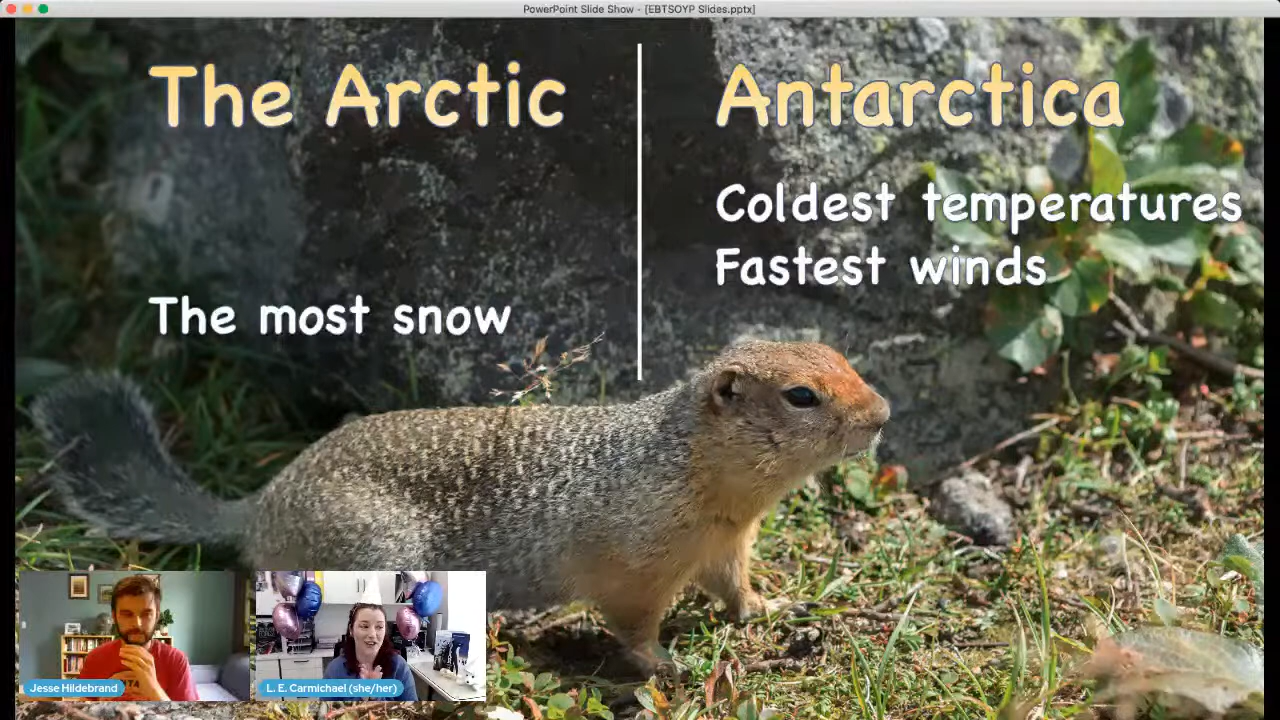 PowerPoint Slide Show - [EBTSOYP Slides.pptx]
The Arctic
Antarctica
Coldest temperatures
Fastest winds
The most snow
Jesse Hildebrand
L. E. Carmichael (she/her)